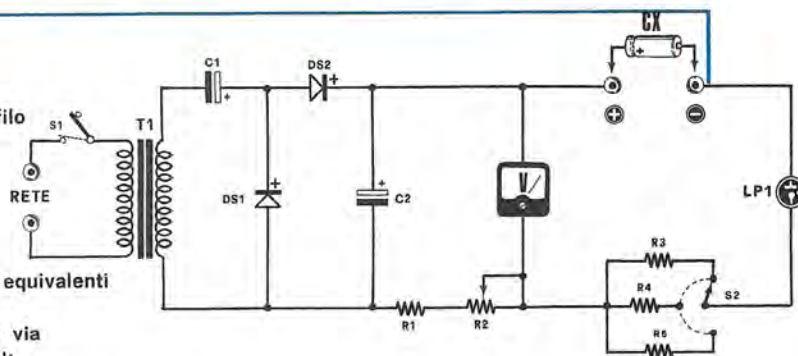 CX
C1
DS2
filo
S1
T1
RETE
DS1
C2
V
LP1
equivalenti
R3
R4
S2
via
R1
R2
R5